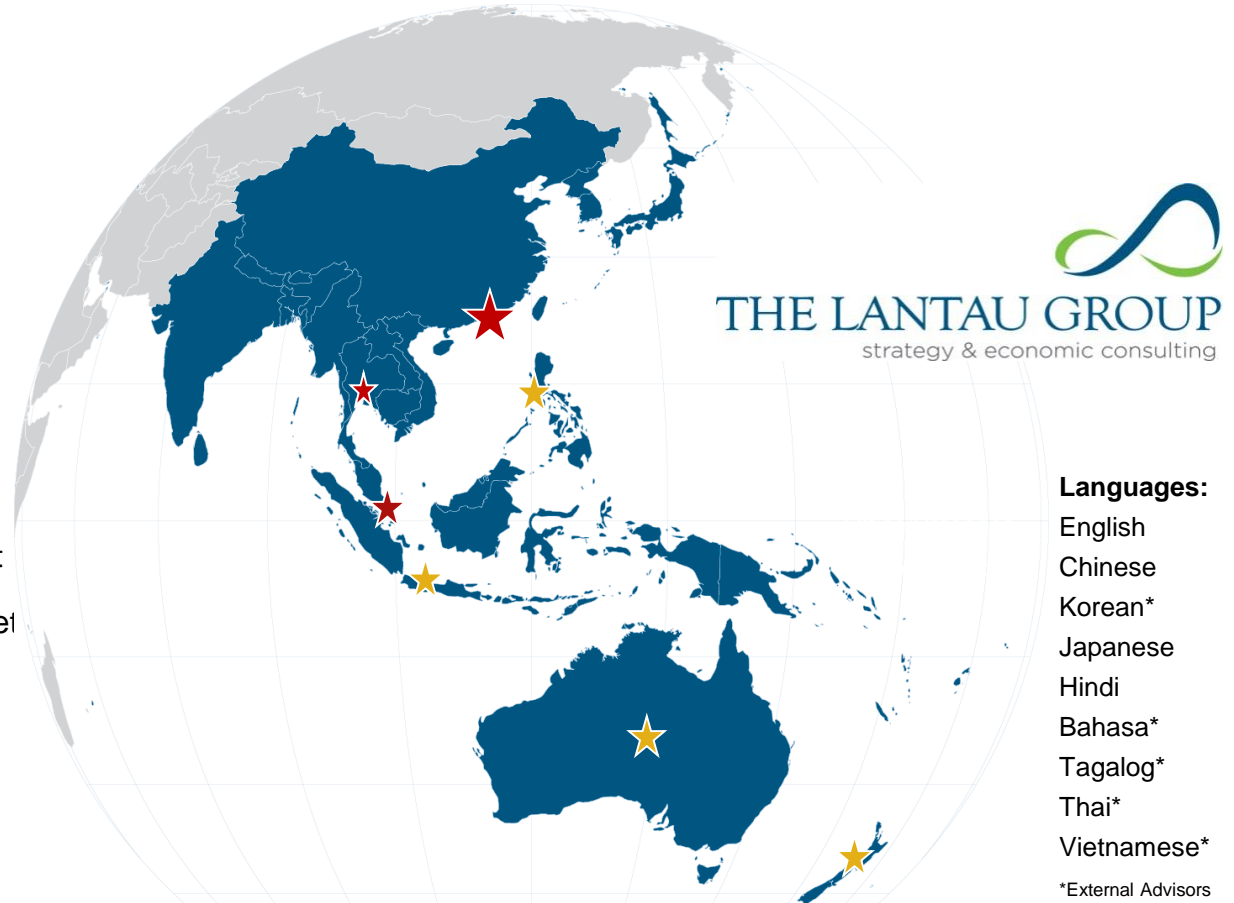 THE LANTAU GROUP
strategy & economic consulting
Languages:
English
Chinese
Korean*
Japanese
Hindi
Bahasa*
Tagalog*
Thai*
Vietnamese*
*External Advisors